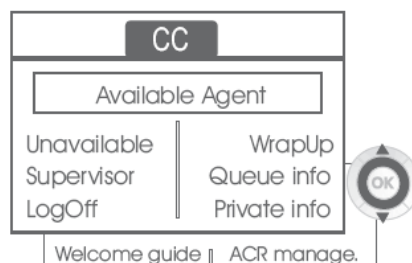 CC
Available Agent
Unavailable WrapUp
Supervisor Queue info
LogOff Private info
OK
Welcome guide ACR manage.